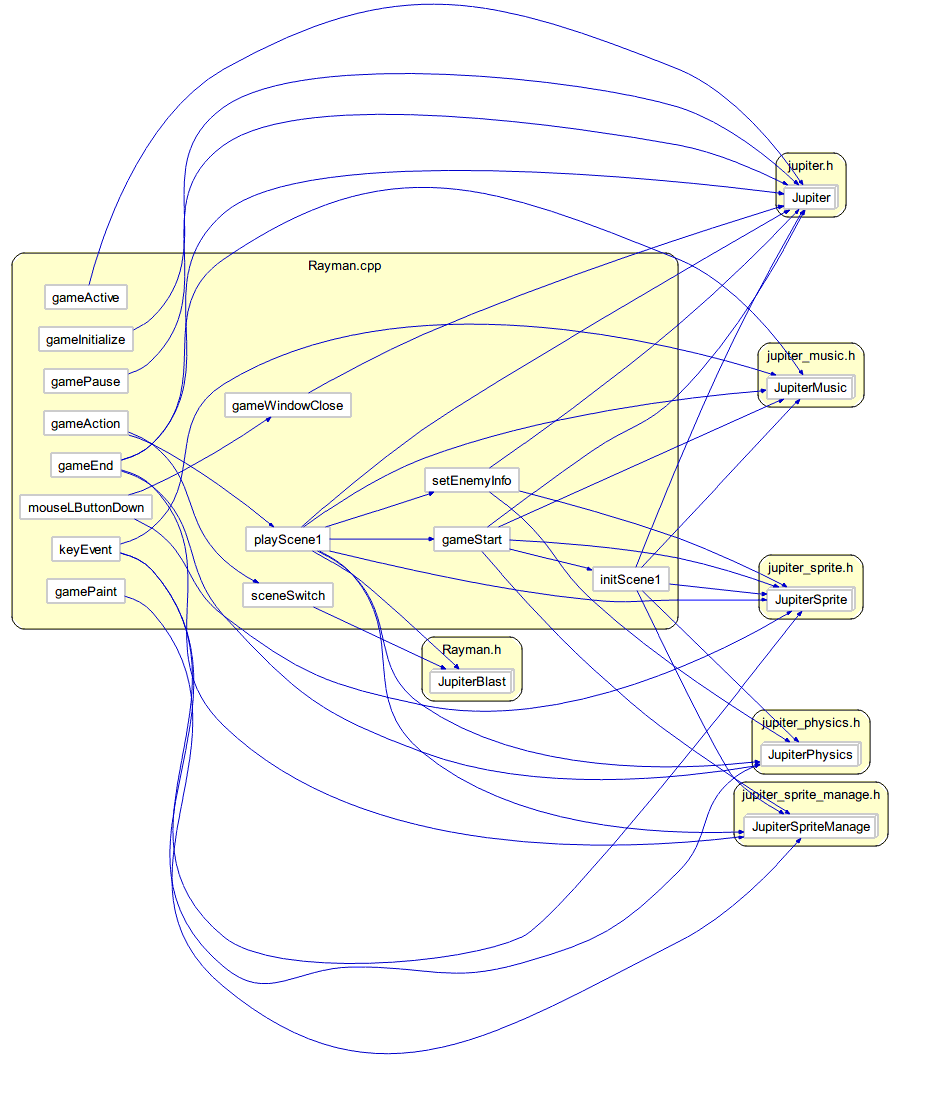 jupiter.h
Jupiter
Rayman.cpp
gameActive
gameInitialize
jupiter_music.h
gamePause
JupiterMusic
gameWindowClose
gameAction
gameEnd
setEnemyInfo
mouseLButtonDown
playScene1
gameStart
keyEvent
jupiter_sprite.h
initScene1
gamePaint
sceneSwitch
JupiterSprite
Rayman.h
JupiterBlast
jupiter_physics.h
JupiterPhysics
jupiter_sprite_manage.h
JupiterSpriteManage